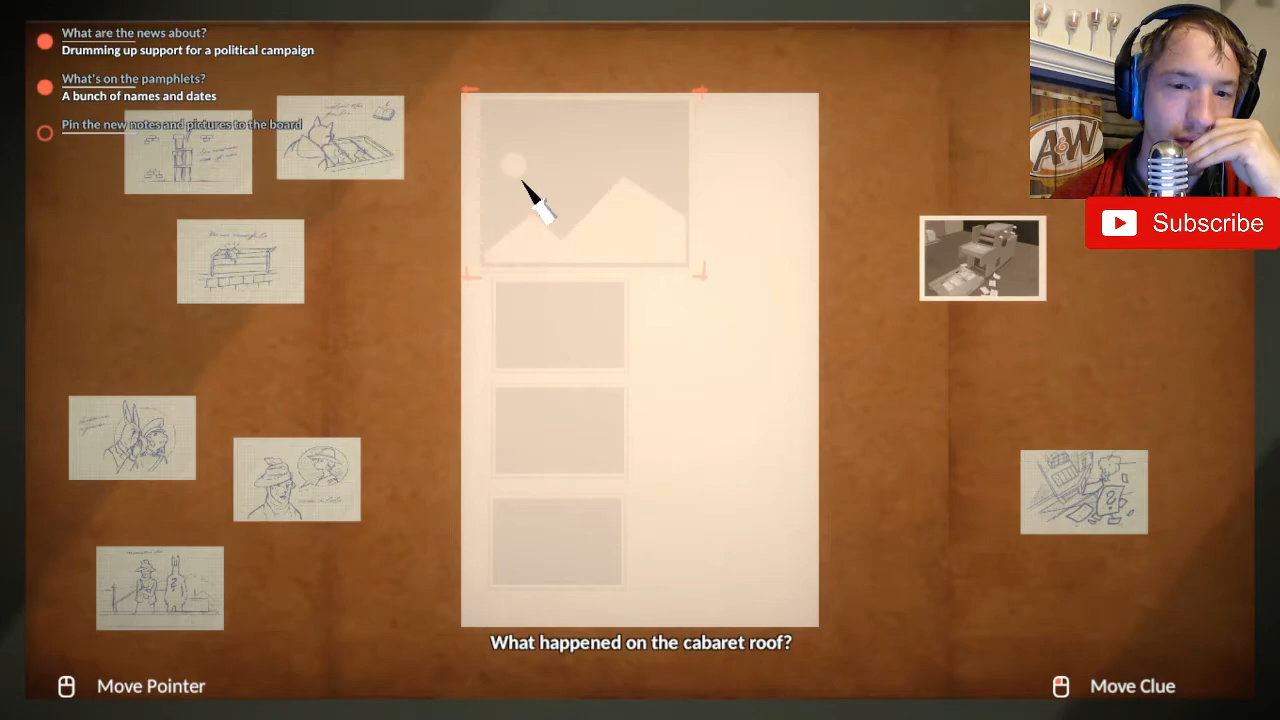 What are the news about?
Drumming up support for a political campaign
What's on the pamphlets?
A bunch of names and dates
Pin the new notes and pictures to the board
A&W
Subscribe
What happened on the cabaret roof?
Move Pointer
Move Clue